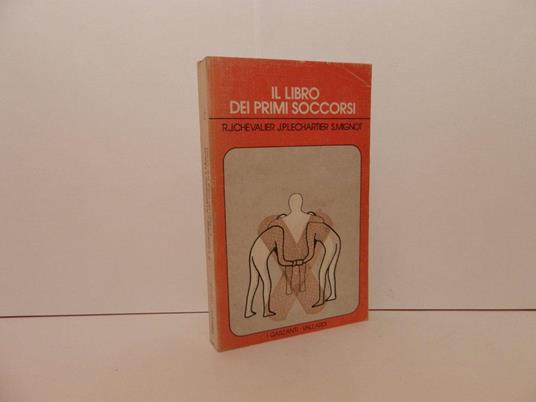 IL LIBRO
DEI PRIMI SOCCORSI
R.J.CHEVALIER J.P.LECHARTIER S.MIGNOT
I GARZANTI - VALLARDI